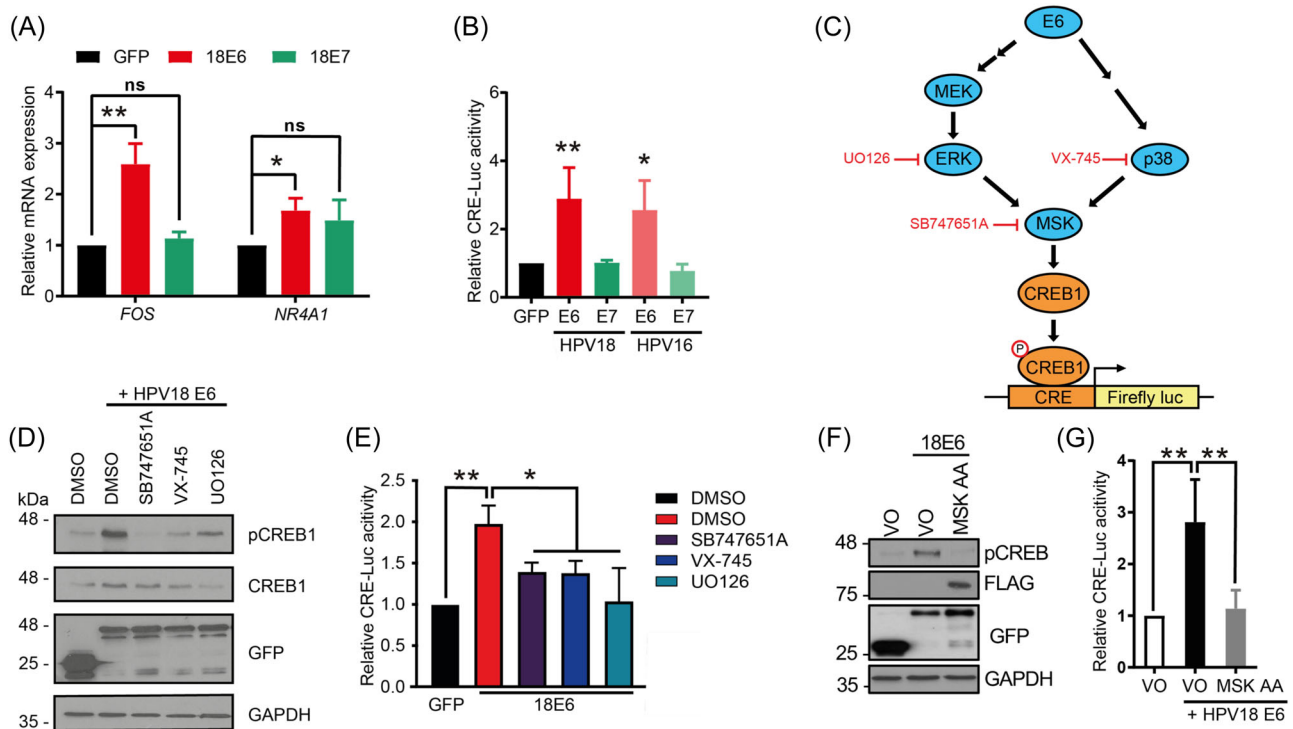 (A)
GFP 18E6 18E7
Relative mRNA expression
4
3
2
1
0
ns
**
ns
*
FOS NR4A1
(B)
Relative CRE-Luc acitivity
6
4
2
0
**
*
GFP E6 E7 E6 E7
HPV18 HPV16
(C)
E6
MEK
UO126 ERK VX-745 p38
SB747651A MSK
CREB1
P
CREB1
CRE Firefly luc
(D)
+ HPV18 E6
DMSO DMSO SB747651A VX-745 UO126
kDa
48 - pCREB1
48 - CREB1
48 -
GFP
25 -
GAPDH
35 -
(E)
Relative CRE-Luc acitivity
2.5
2.0
1.5
1.0
0.5
0.0
** *
DMSO
DMSO
SB747651A
VX-745
UO126
GFP 18E6
(F)
18E6
VO VO MSK AA
48 pCREB
FLAG
75
GFP
25
35 GAPDH
(G)
Relative CRE-Luc acitivity
4
3
2
1
0
** **
VO VO MSK AA
+ HPV18 E6